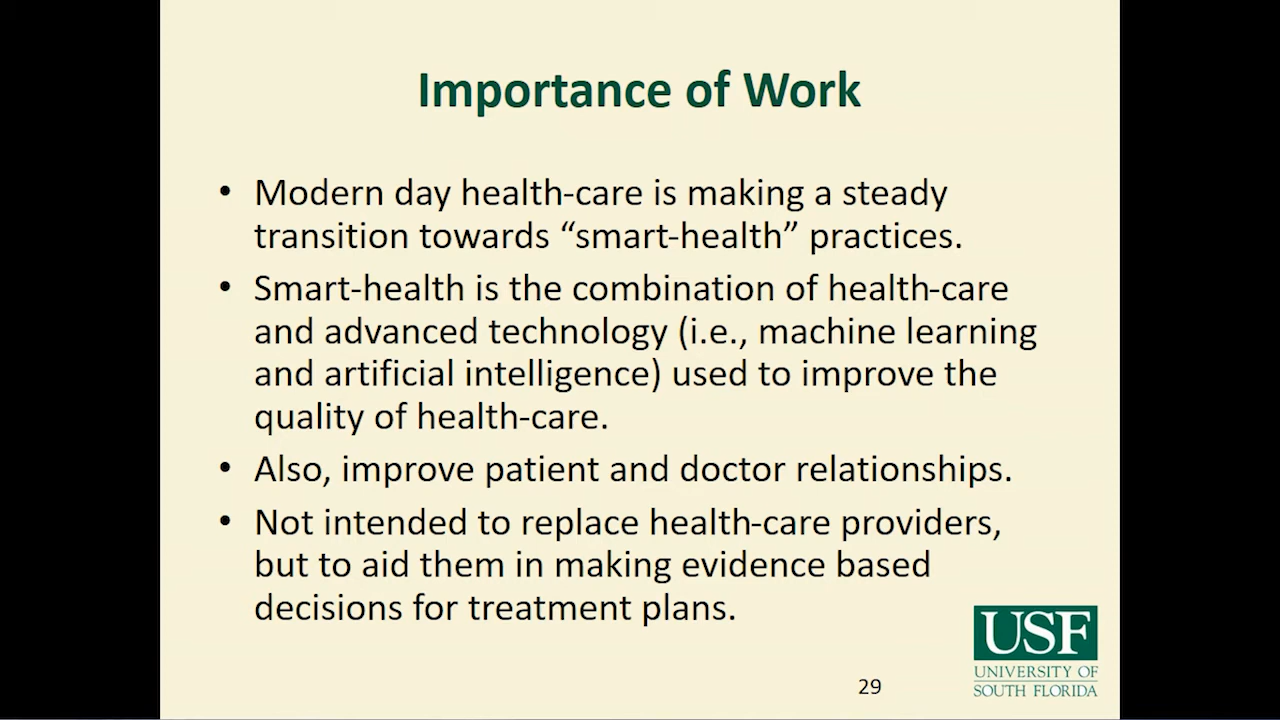 Importance of Work
• Modern day health-care is making a steady
transition towards “smart-health” practices.
• Smart-health is the combination of health-care
and advanced technology (i.e., machine learning
and artificial intelligence) used to improve the
quality of health-care.
• Also, improve patient and doctor relationships.
• Not intended to replace health-care providers,
but to aid them in making evidence based
decisions for treatment plans.
USF
UNIVERSITY OF
SOUTH FLORIDA
29